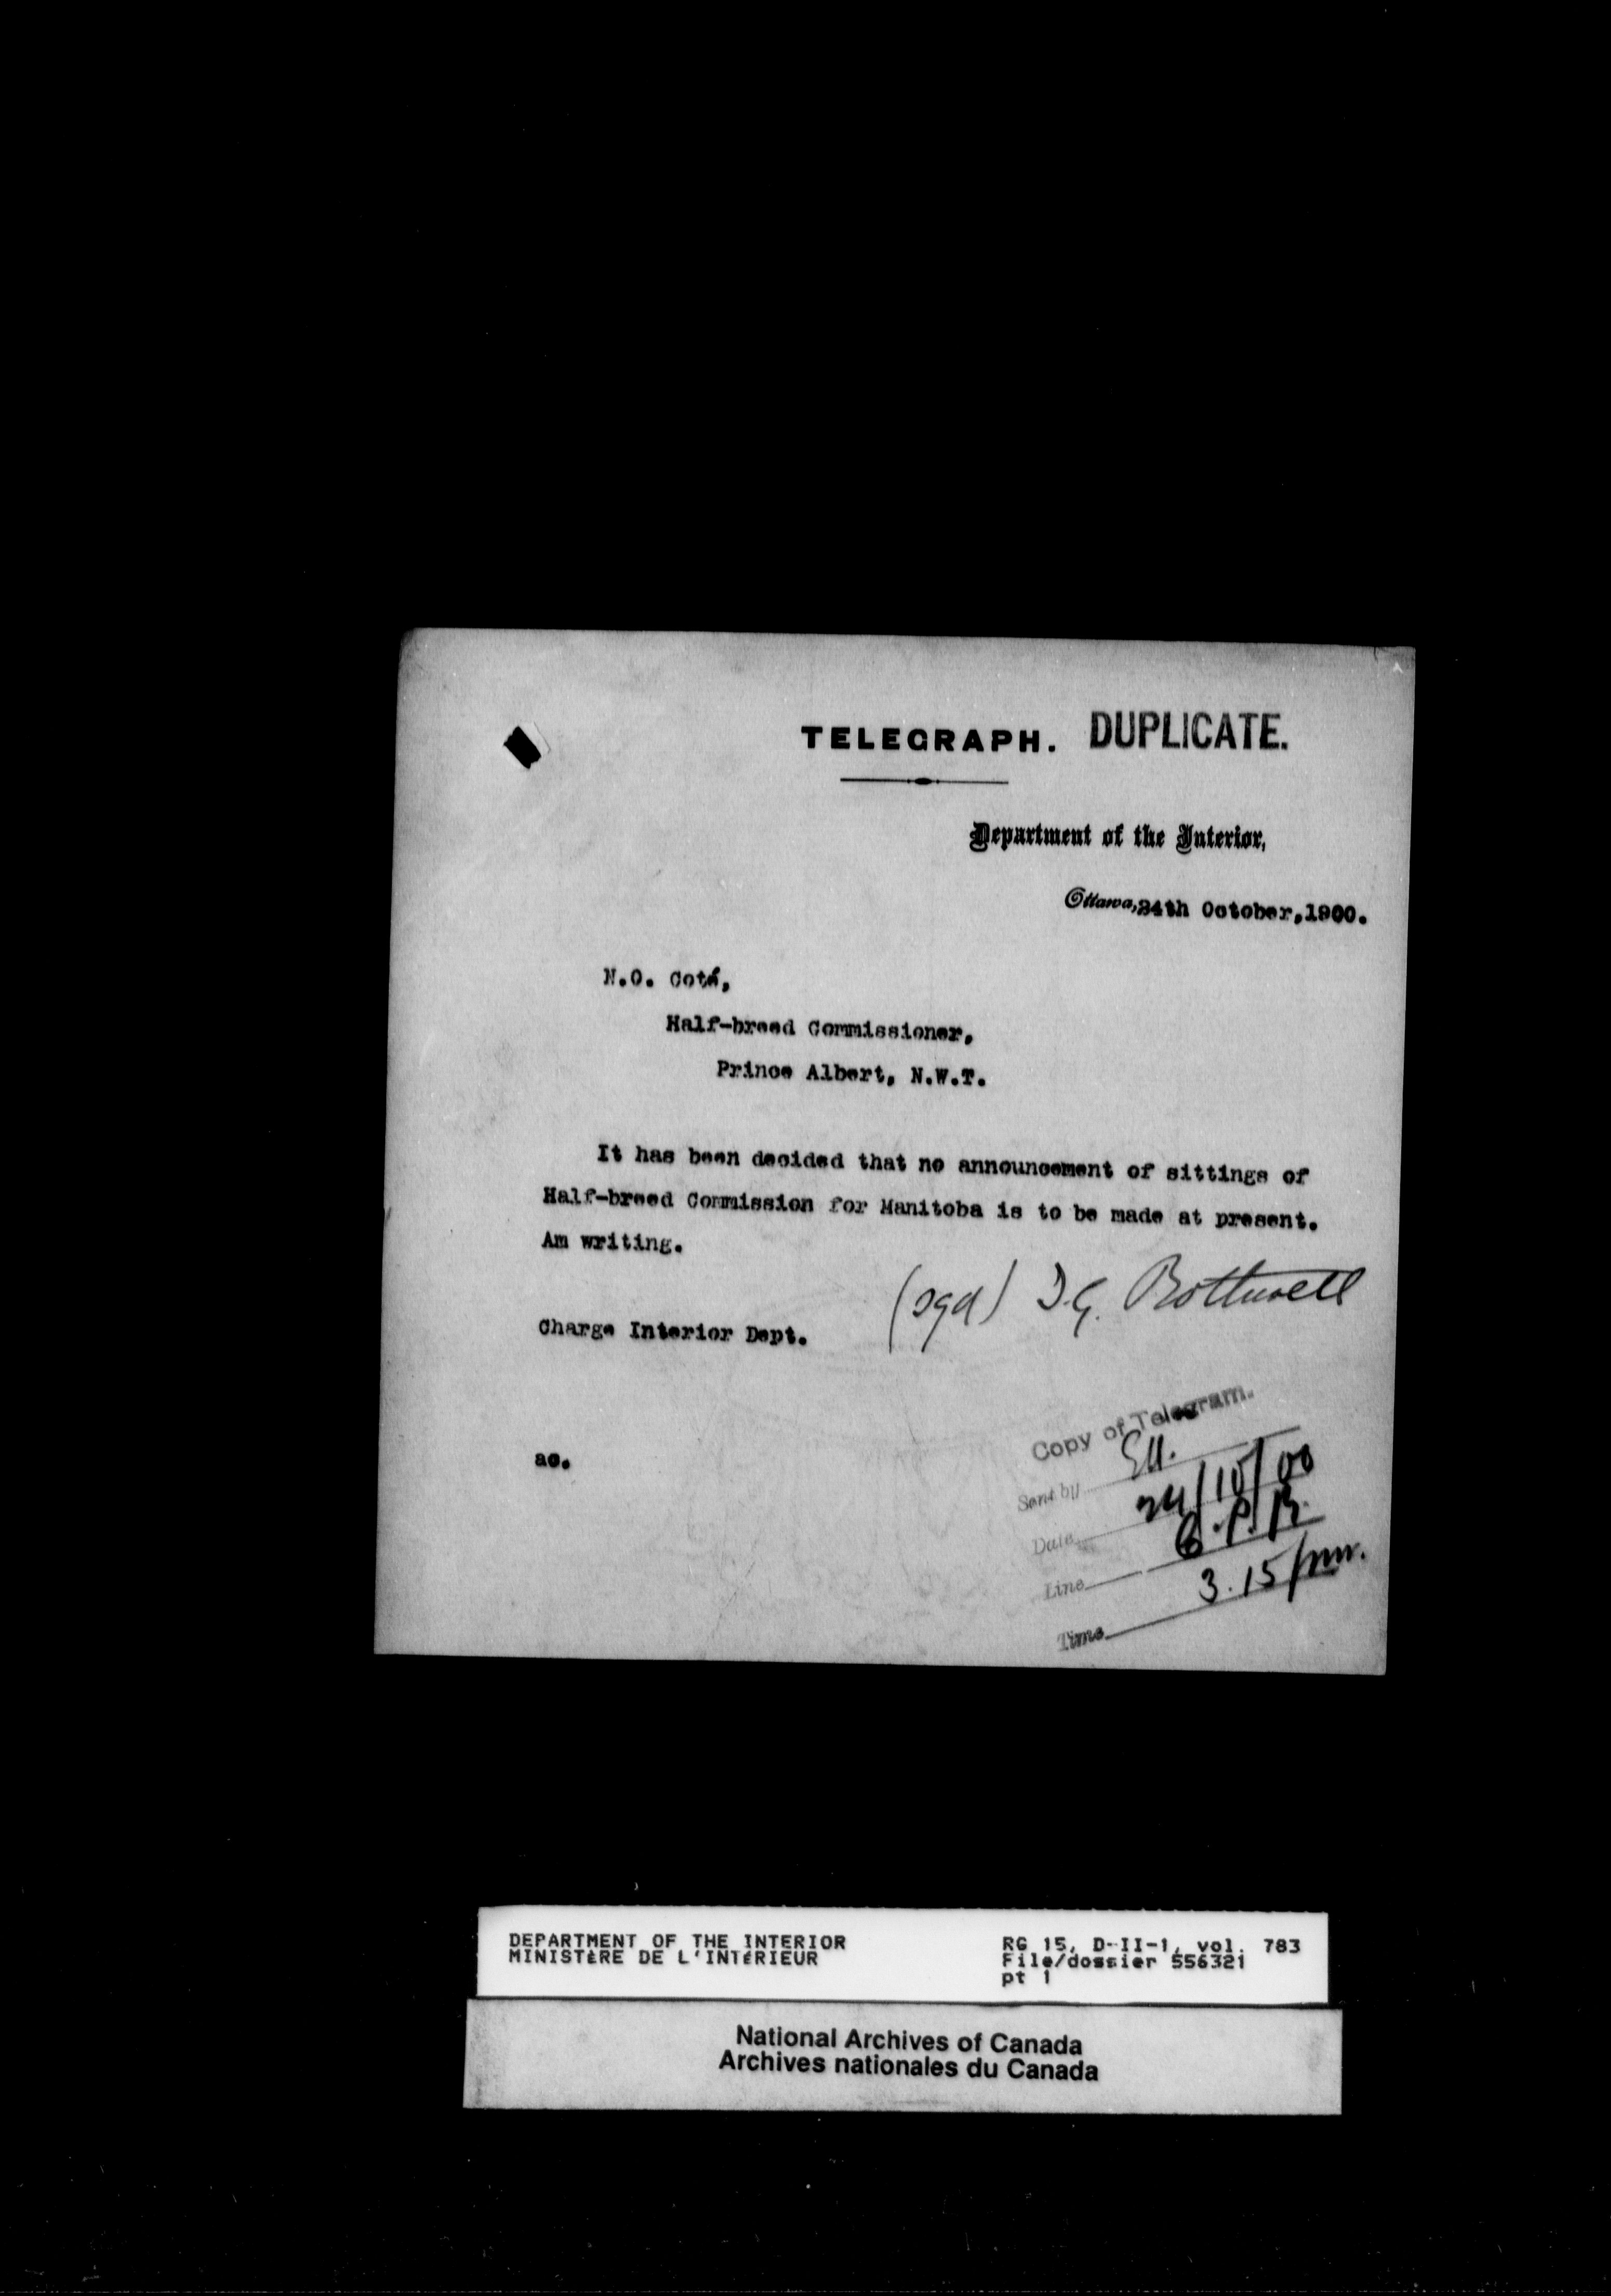 TELEGRAPH. DUPLICATE.
Department of the Interior,
Ottawa, 24th October, 1900.
N.O. Coté,
Half-breed Commissioner,
Prince Albert, N.W.T.
It has been decided that no announcement of sittings of
Half-breed Commission for Manitoba is to be made at present.
Am writing.
(sgd) D.G. Bothwell
Charge Interior Dept.
Copy of Telegram.
ac.
Sent by
Date 24/10/00
Line C.P.R.
Time 3.15 pm.
DEPARTMENT OF THE INTERIOR
MINISTÈRE DE L'INTÉRIEUR
RG 15, D-II-1, vol. 783
File/dossier 556321
pt 1
National Archives of Canada
Archives nationales du Canada